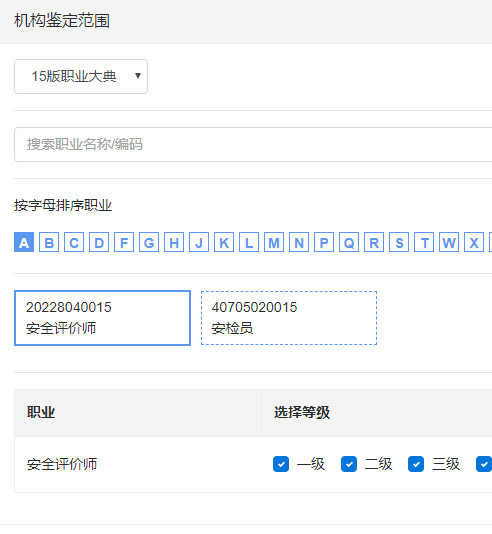 机构鉴定范围
15版职业大典
搜索职业名称/编码
按字母排序职业
A B C D F G H J K L M N P Q R S T W X
20228040015 40705020015
安全评价师 安检员
职业 选择等级
安全评价师 一级 二级 三级